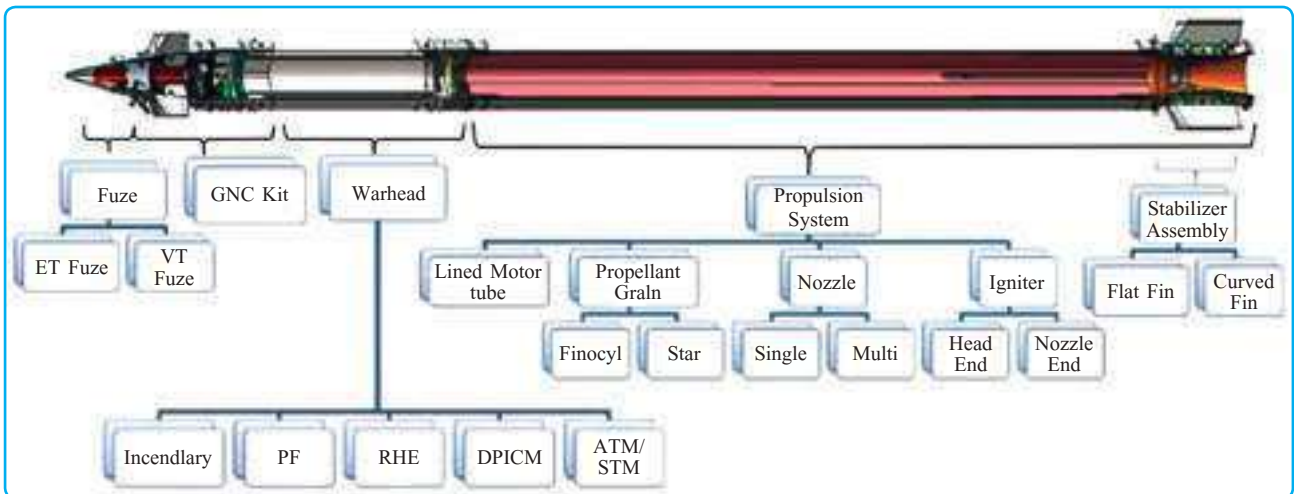 Fuze
GNC Kit
Warhead
Propulsion
System
Stabilizer
Assembly
ET Fuze
VT
Fuze
Lined Motor
tube
Propellant
Graln
Nozzle
Igniter
Flat Fin
Curved
Fin
Finocyl
Star
Single
Multi
Head
End
Nozzle
End
Incendlary
PF
RHE
DPICM
ATM/
STM